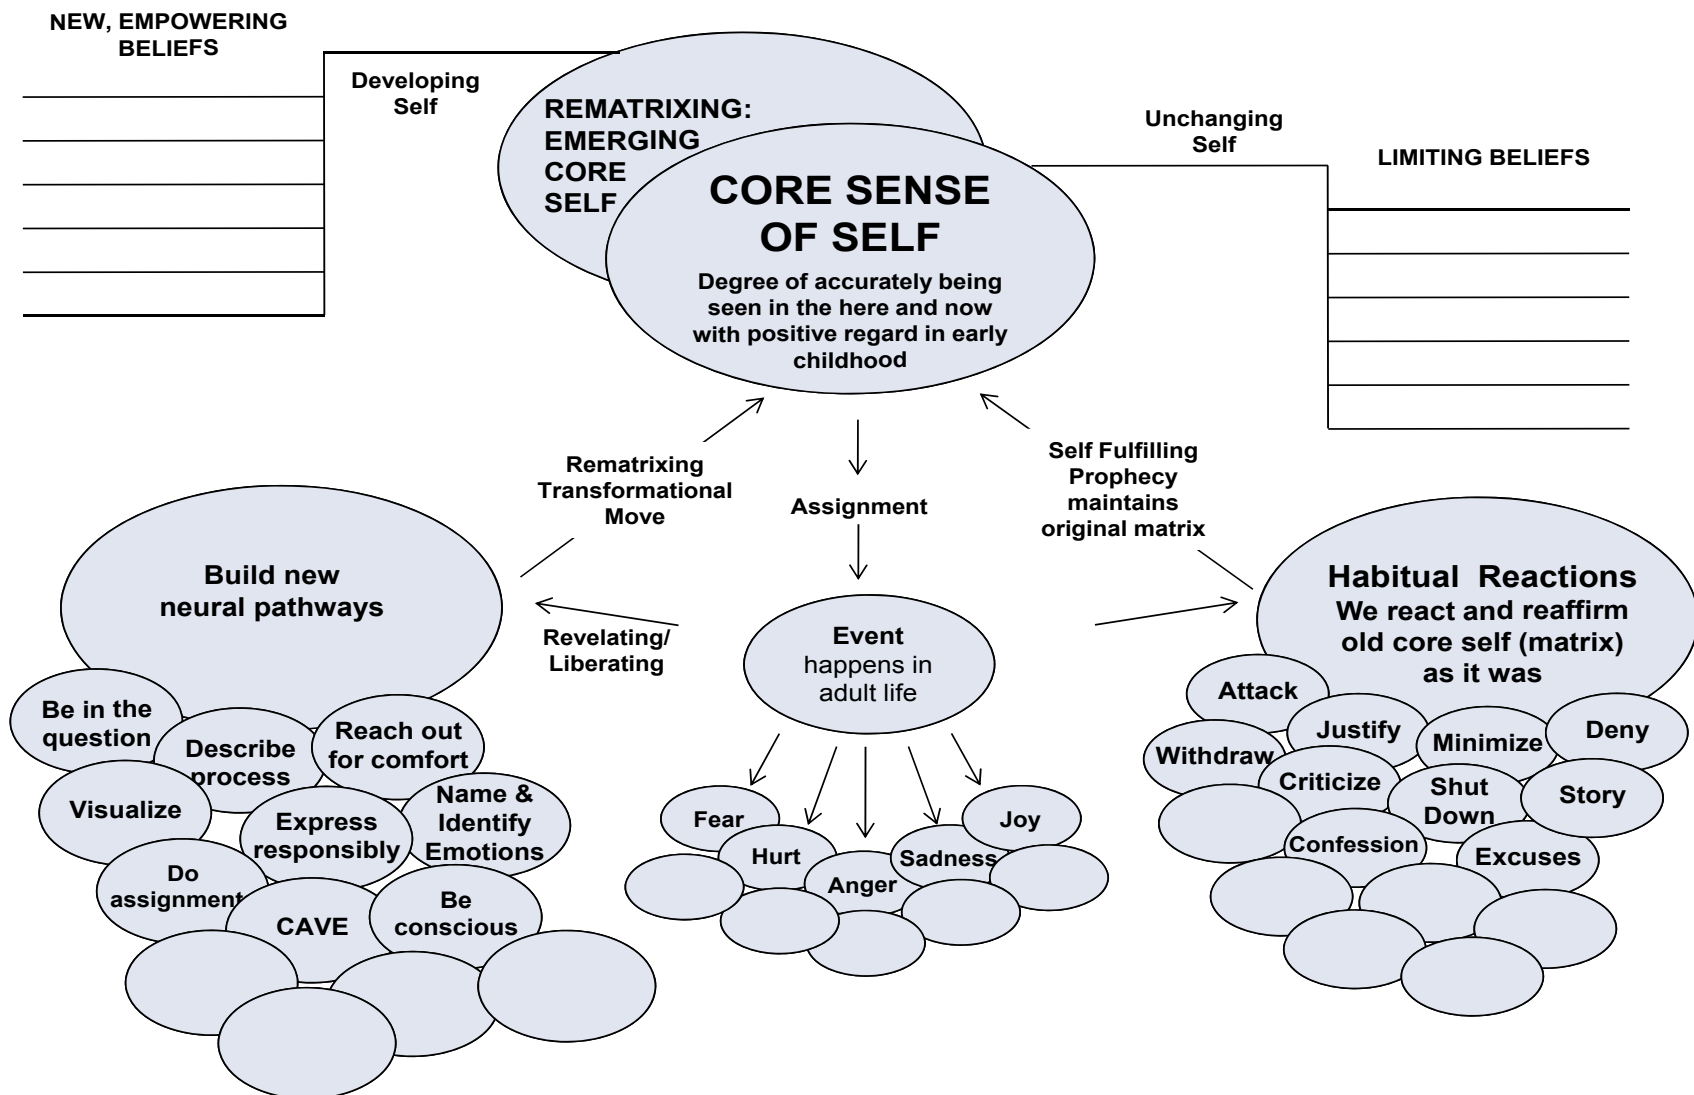 NEW, EMPOWERING
BELIEFS
Developing
Self
REMATRIXING:
EMERGING
CORE
SELF
CORE SENSE
OF SELF
Degree of accurately being
seen in the here and now
with positive regard in early
childhood
Unchanging
Self
LIMITING BELIEFS
Rematrixing
Transformational
Move
Assignment
Self Fulfilling
Prophecy
maintains
original matrix
Build new
neural pathways
Revelating/
Liberating
Event
happens in
adult life
Habitual Reactions
We react and reaffirm
old core self (matrix)
as it was
Be in the
question
Describe
process
Reach out
for comfort
Visualize
Express
responsibly
Name &
Identify
Emotions
Do
assignment
CAVE
Be
conscious
Fear
Hurt
Anger
Sadness
Joy
Attack
Justify
Minimize
Deny
Withdraw
Criticize
Shut
Down
Story
Confession
Excuses